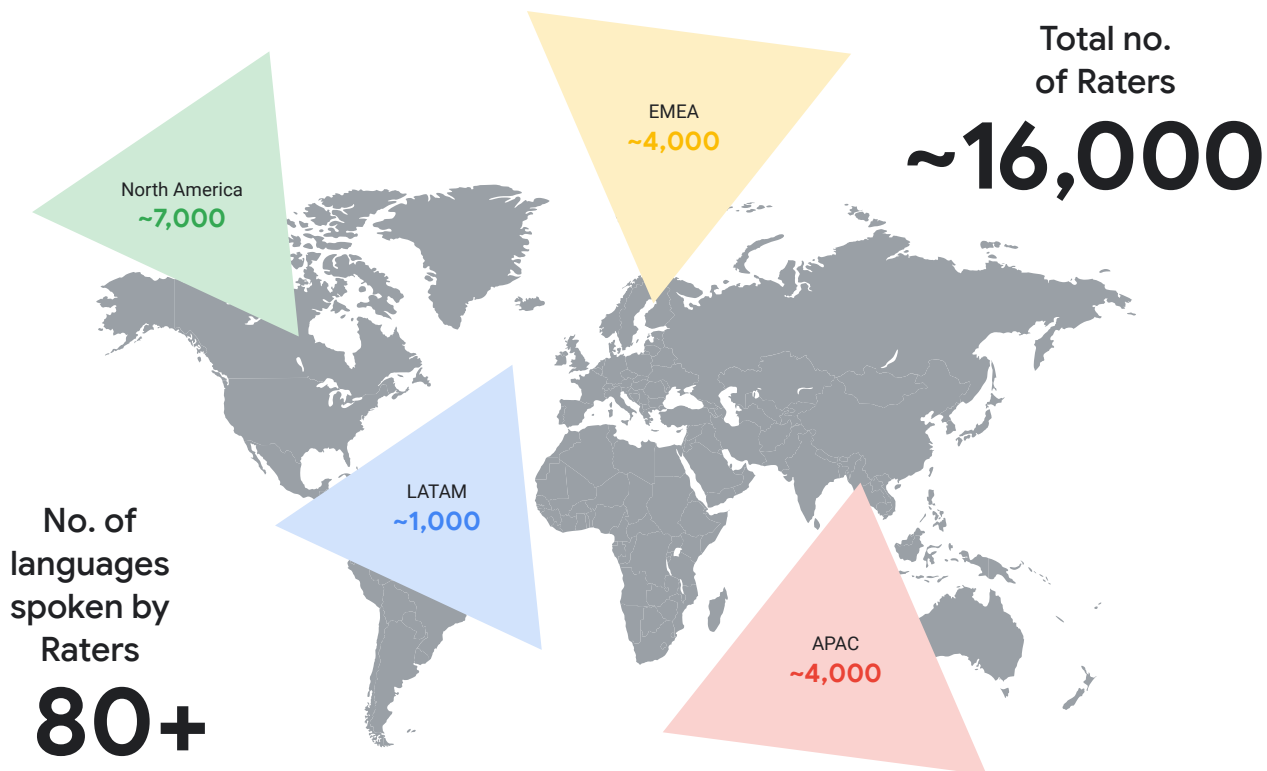 Total no.
of Raters
~16,000
EMEA
~4,000
North America
~7,000
LATAM
~1,000
No. of
languages
spoken by
Raters
80+
APAC
~4,000